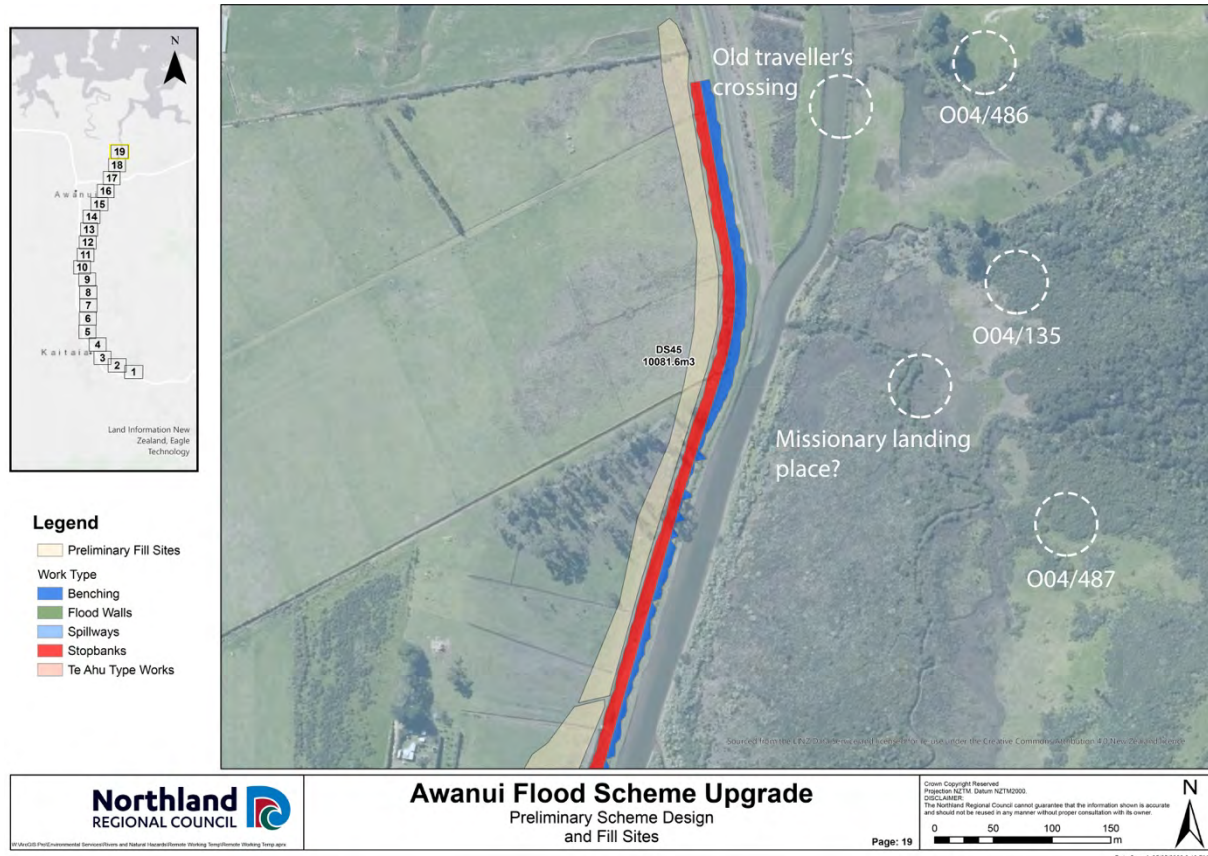 N
19
18
17
Awanui
16
15
14
13
12
11
10
9
8
7
6
5
4
Kaitaia
3
2
1
Land Information New
Zealand, Eagle
Technology
Legend
Preliminary Fill Sites
Work Type
Benching
Flood Walls
Spillways
Stopbanks
Te Ahu Type Works
Old traveller's
crossing
O04/486
O04/135
DS45
10081.6m3
Missionary landing
place?
O04/487
Northland
REGIONAL COUNCIL
Awanui Flood Scheme Upgrade
Preliminary Scheme Design
and Fill Sites
Page: 19
Crown Copyright Reserved
Projection NZTM. Datum NZTM2000.
DISCLAIMER:
The Northland Regional Council cannot guarantee that the information shown is accurate
and should not be reused in any manner without proper consultation with its owner.
0 50 100 150
m
N